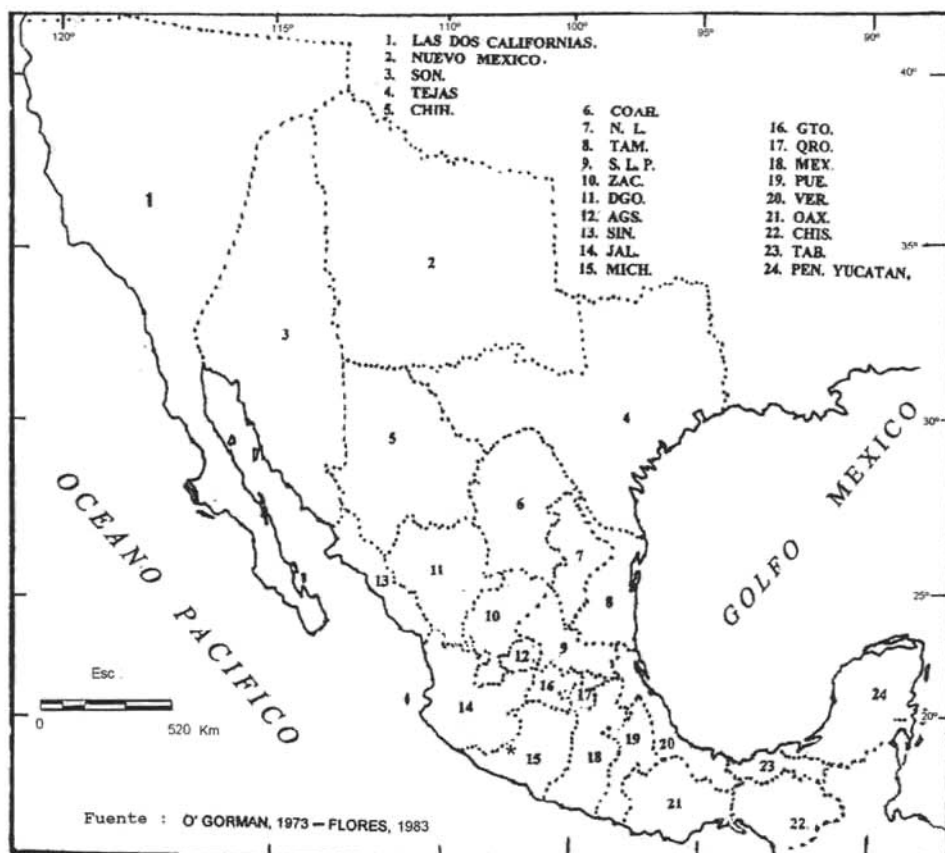 120° 115° 110° 100° 95° 90°
1. LAS DOS CALIFORNIAS.
2. NUEVO MEXICO.
3. SON.
4. TEJAS
5. CHIH.
6. COAH.
7. N. L.
8. TAM.
9. S. L. P.
10. ZAC.
11. DGO.
12. AGS.
13. SIN.
14. JAL.
15. MICH.
16. GTO.
17. QRO.
18. MEX.
19. PUE.
20. VER.
21. OAX.
22. CHIS.
23. TAB.
24. PEN. YUCATAN,
40°
35°
30°
25°
20°
1
2
3
4
5
6
7
8
9
10
11
12
13
14
15
16
17
18
19
20
21
22.
23
24
*
OCEANO PACIFICO
GOLFO MEXICO
Esc.
0 520 Km
Fuente : O' GORMAN, 1973 — FLORES, 1983